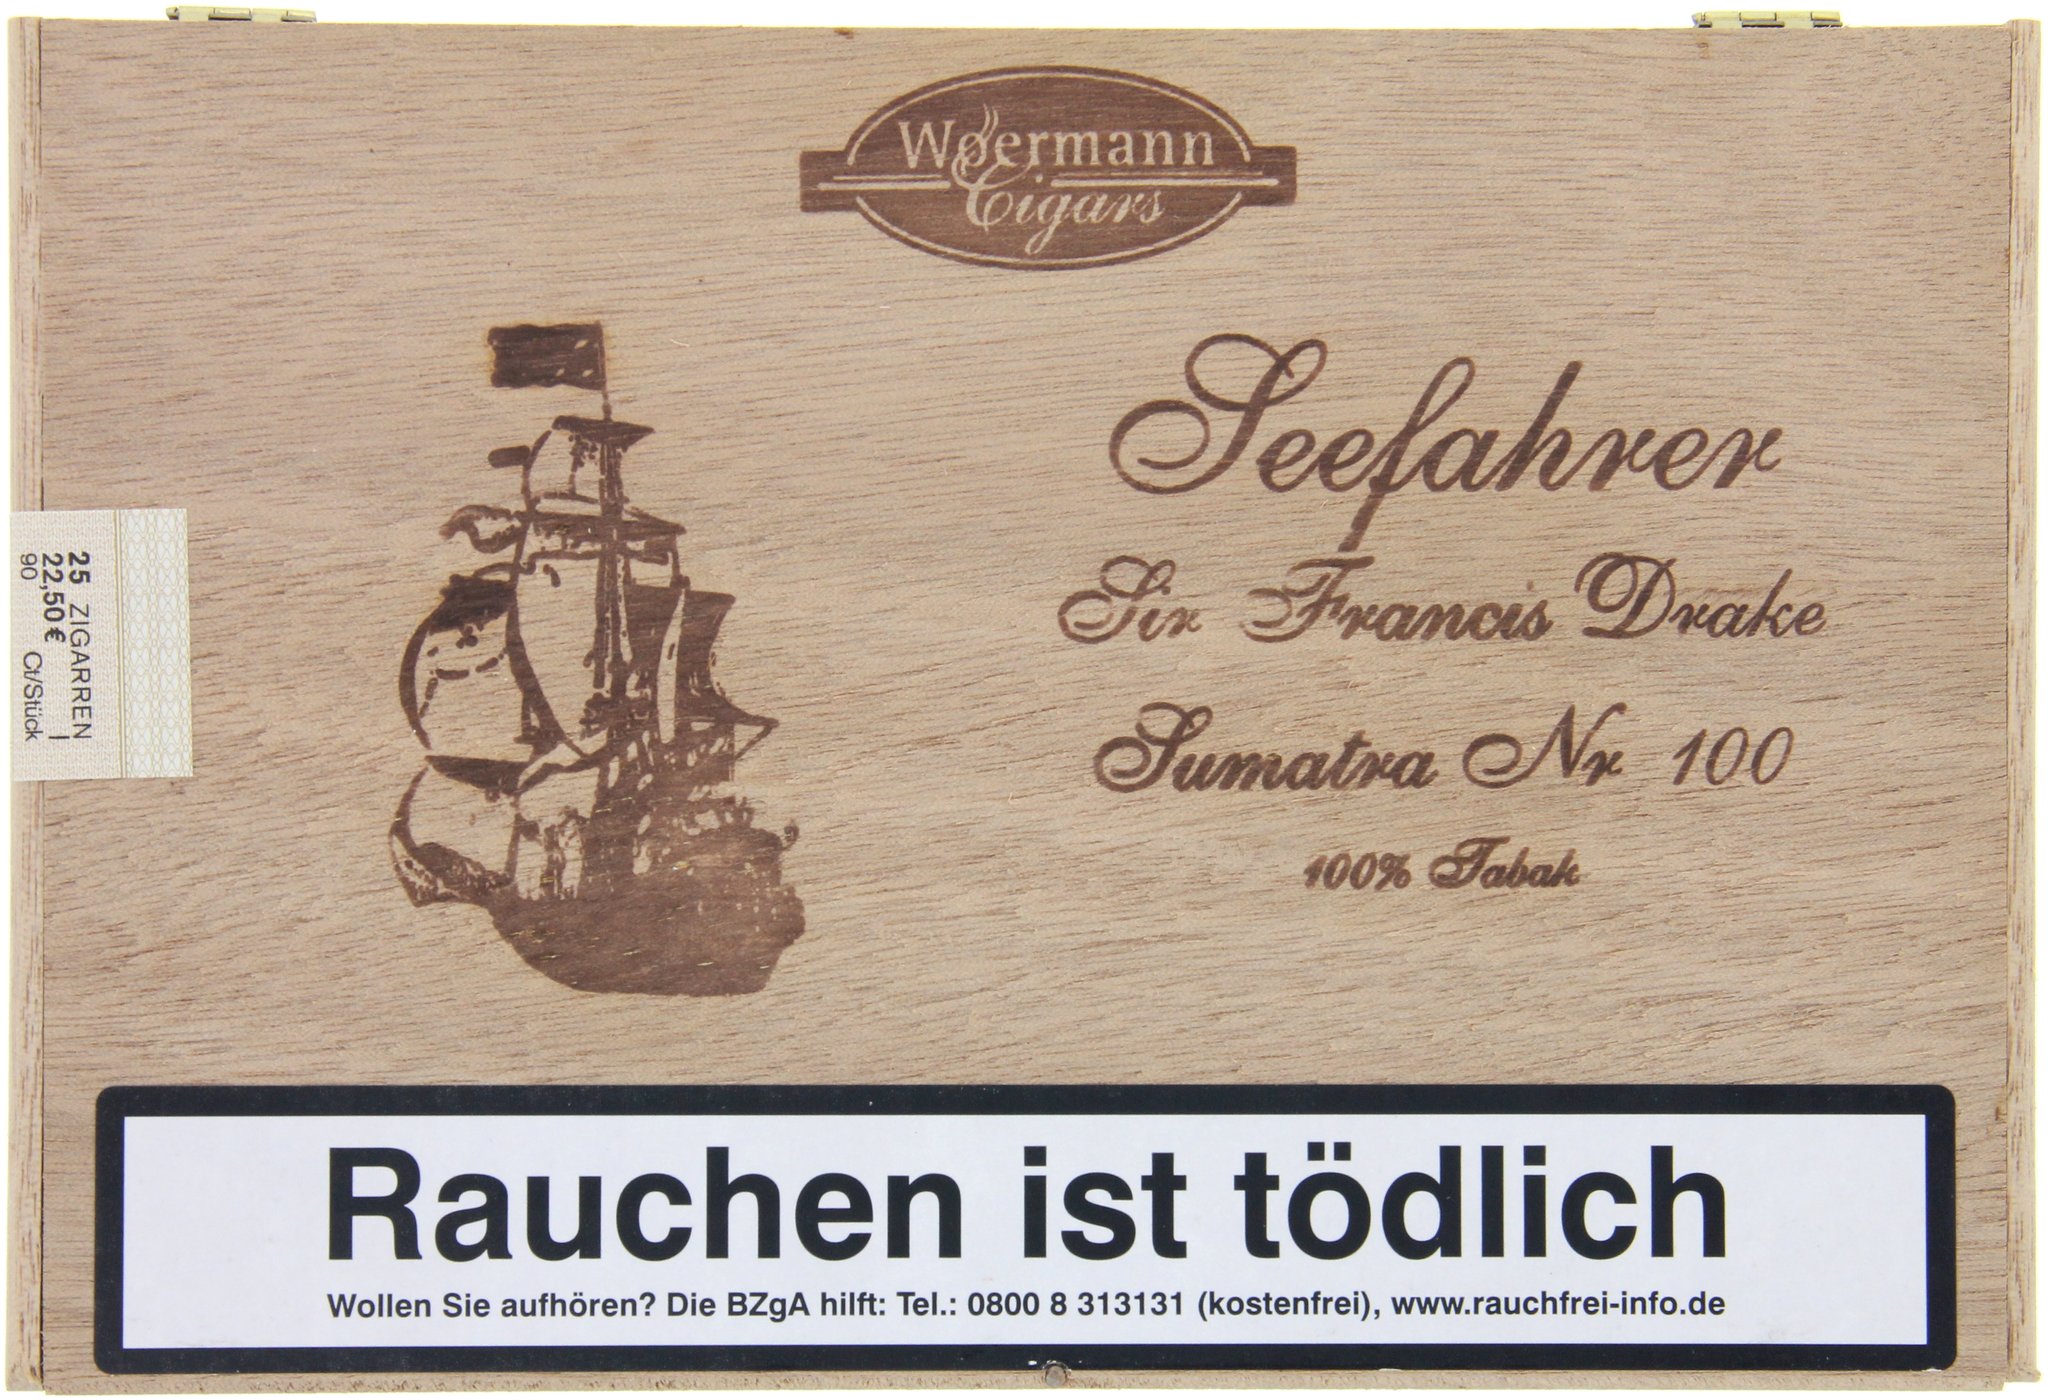 Woermann
Cigars
Seefahrer
Sir Francis Drake
Sumatra Nr 100
100% Tabak
25 ZIGARREN I
22,50€
90 Ct/Stück
Rauchen ist tödlich
Wollen Sie aufhören? Die BZgA hilft: Tel.: 0800 8 313131 (kostenfrei), www.rauchfrei-info.de